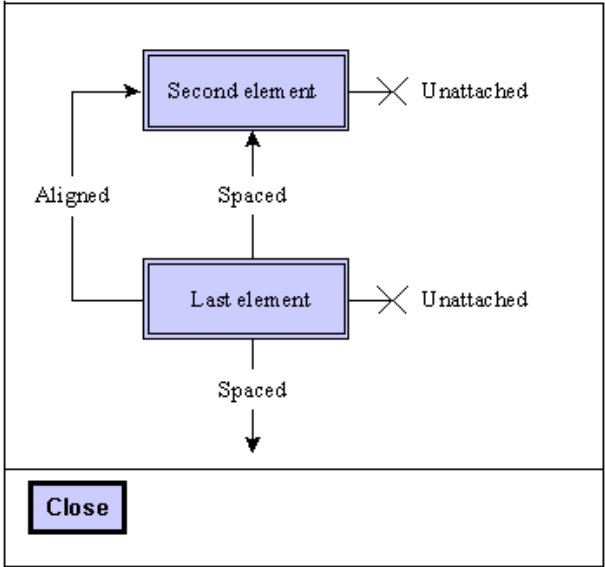 Second element
Unattached
Aligned
Spaced
Last element
Unattached
Spaced
Close